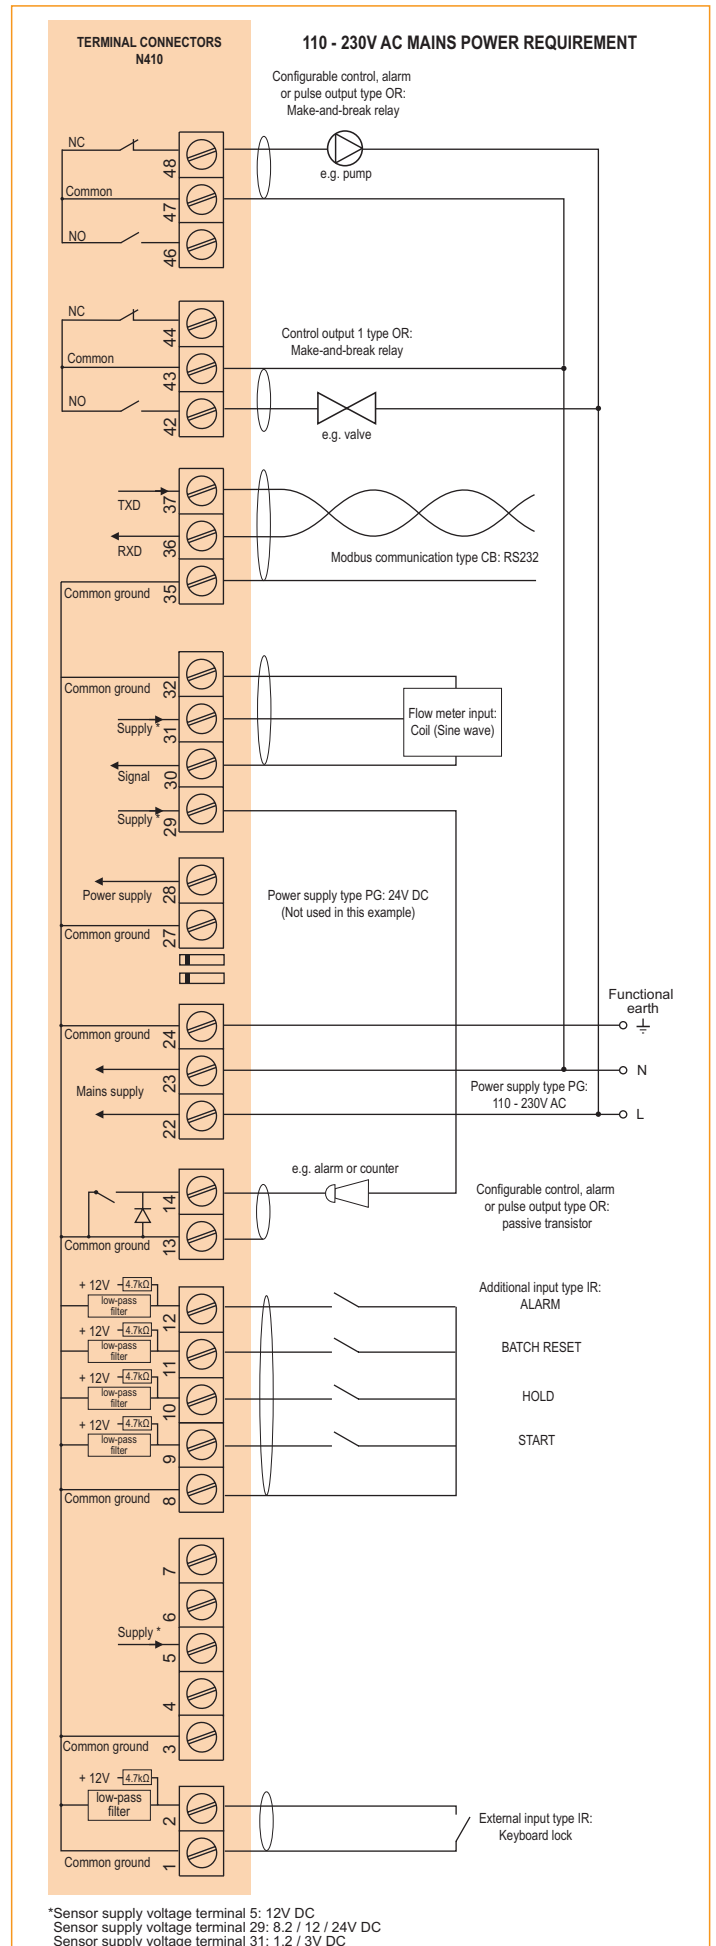 TERMINAL CONNECTORS
N410
110 - 230V AC MAINS POWER REQUIREMENT
Configurable control, alarm
or pulse output type OR:
Make-and-break relay
NC
48
e.g. pump
Common
47
NO
46
NC
44
Control output 1 type OR:
Make-and-break relay
Common
43
NO
42
e.g. valve
TXD
37
RXD
36
Modbus communication type CB: RS232
Common ground
35
Common ground
32
Flow meter input:
Coil (Sine wave)
Supply *
31
Signal
30
Supply *
29
Power supply
28
Power supply type PG: 24V DC
(Not used in this example)
Common ground
27
Functional
earth
Common ground
24
N
Mains supply
23
Power supply type PG:
110 - 230V AC
22
L
e.g. alarm or counter
14
Configurable control, alarm
or pulse output type OR:
passive transistor
Common ground
13
+ 12V
4.7kΩ
low-pass
filter
12
Additional input type IR:
ALARM
+ 12V
4.7kΩ
low-pass
filter
11
BATCH RESET
+ 12V
4.7kΩ
low-pass
filter
10
HOLD
+ 12V
4.7kΩ
low-pass
filter
9
START
Common ground
8
7
6
Supply *
5
4
Common ground
3
+ 12V
4.7kΩ
low-pass
filter
2
External input type IR:
Keyboard lock
Common ground
1
*Sensor supply voltage terminal 5: 12V DC
Sensor supply voltage terminal 29: 8.2 / 12 / 24V DC
Sensor supply voltage terminal 31: 1.2 / 3V DC